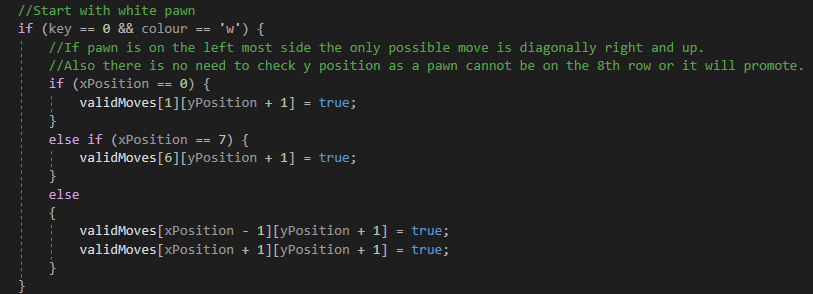 //Start with white pawn
if (key == 0 && colour == 'w') {
//If pawn is on the left most side the only possible move is diagonally right and up.
//Also there is no need to check y position as a pawn cannot be on the 8th row or it will promote.
if (xPosition == 0) {
validMoves[1][yPosition + 1] = true;
}
else if (xPosition == 7) {
validMoves[6][yPosition + 1] = true;
}
else
{
validMoves[xPosition - 1][yPosition + 1] = true;
validMoves[xPosition + 1][yPosition + 1] = true;
}
}